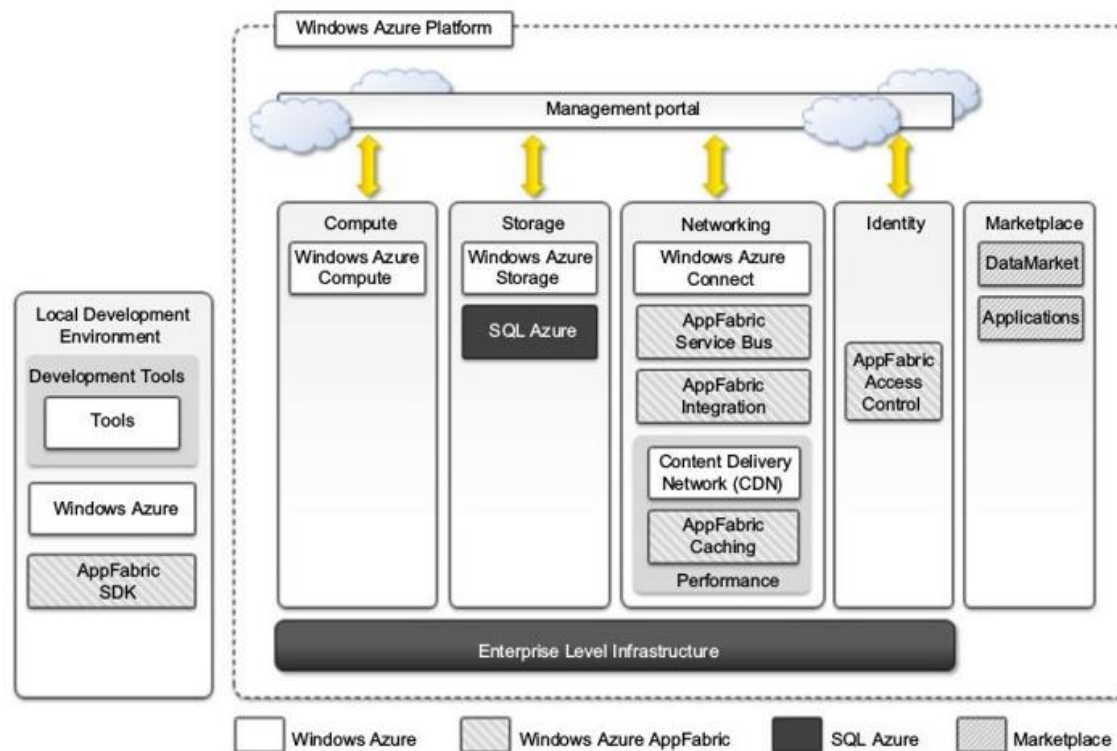 Windows Azure Platform
Management portal
Compute
Windows Azure
Compute
Storage
Windows Azure
Storage
SQL Azure
Networking
Windows Azure
Connect
AppFabric
Service Bus
AppFabric
Integration
Content Delivery
Network (CDN)
AppFabric
Caching
Performance
Identity
AppFabric
Access
Control
Marketplace
DataMarket
Applications
Local Development
Environment
Development Tools
Tools
Windows Azure
AppFabric
SDK
Enterprise Level Infrastructure
Windows Azure
Windows Azure AppFabric
SQL Azure
Marketplace